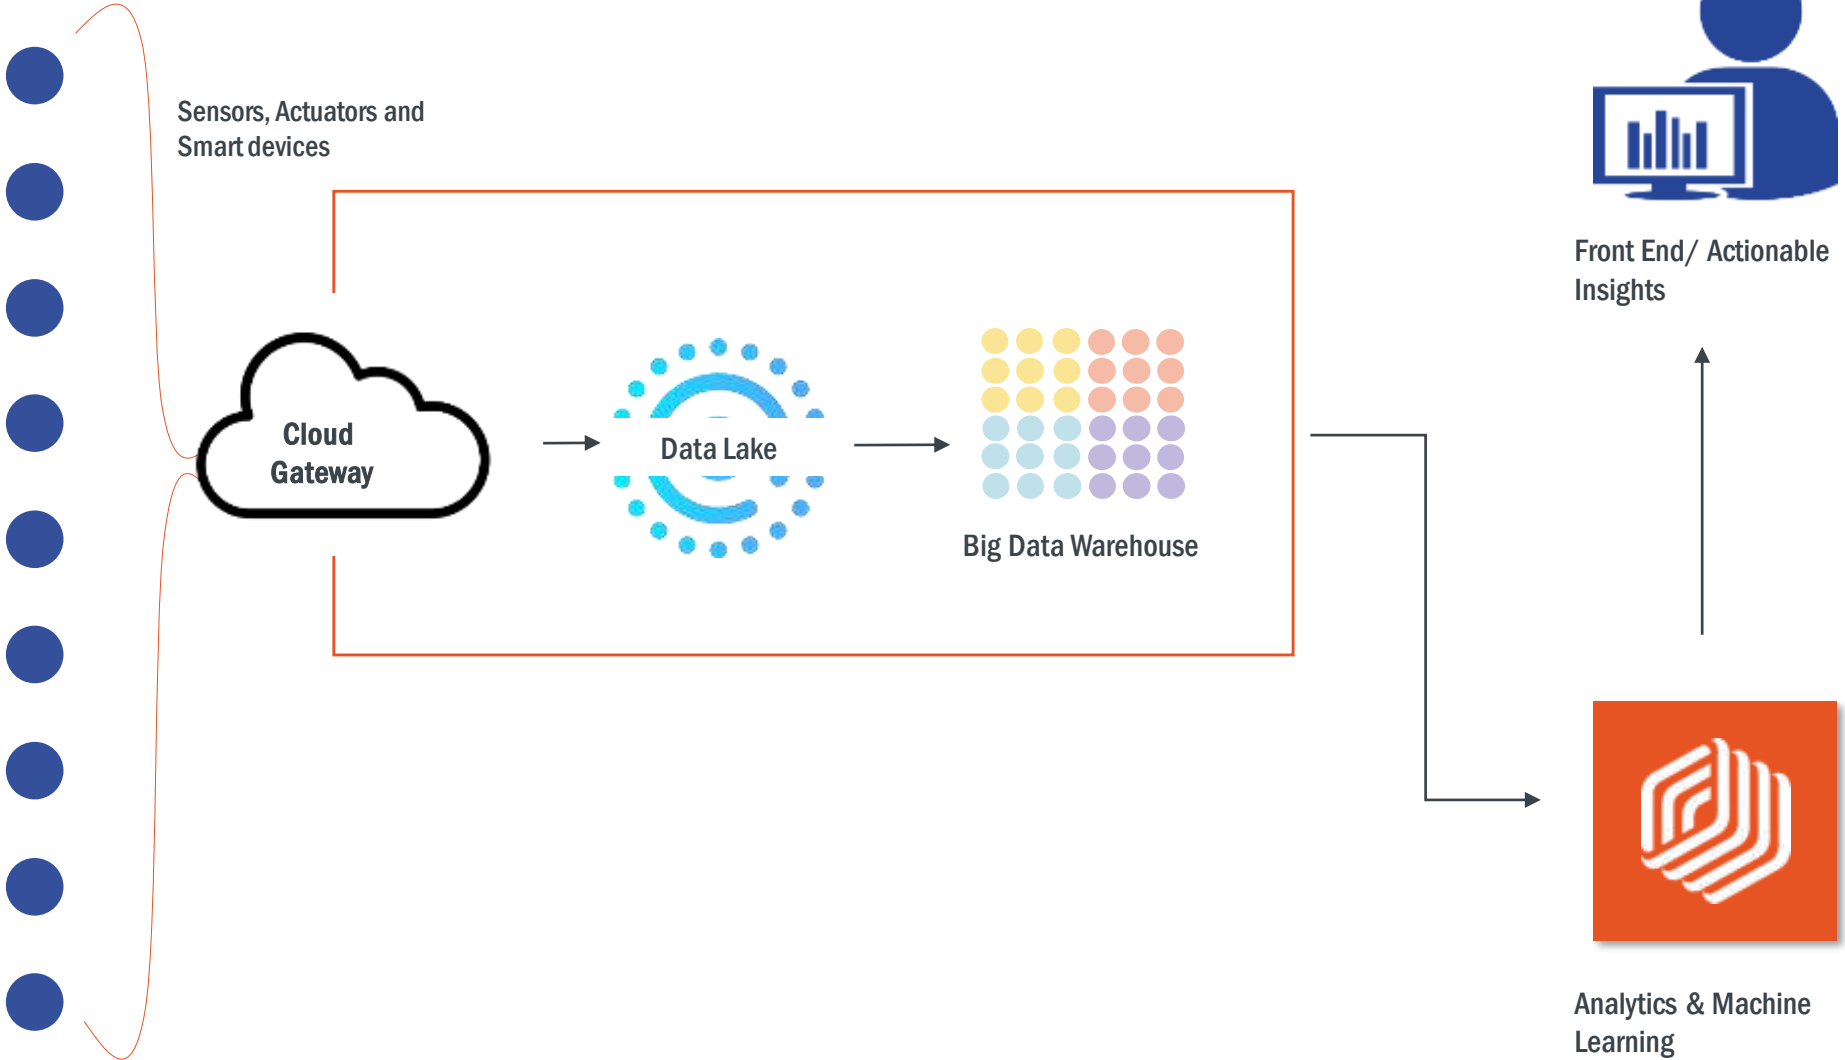 Sensors, Actuators and
Smart devices
Cloud
Gateway
Data Lake
Big Data Warehouse
Front End/ Actionable
Insights
Analytics & Machine
Learning